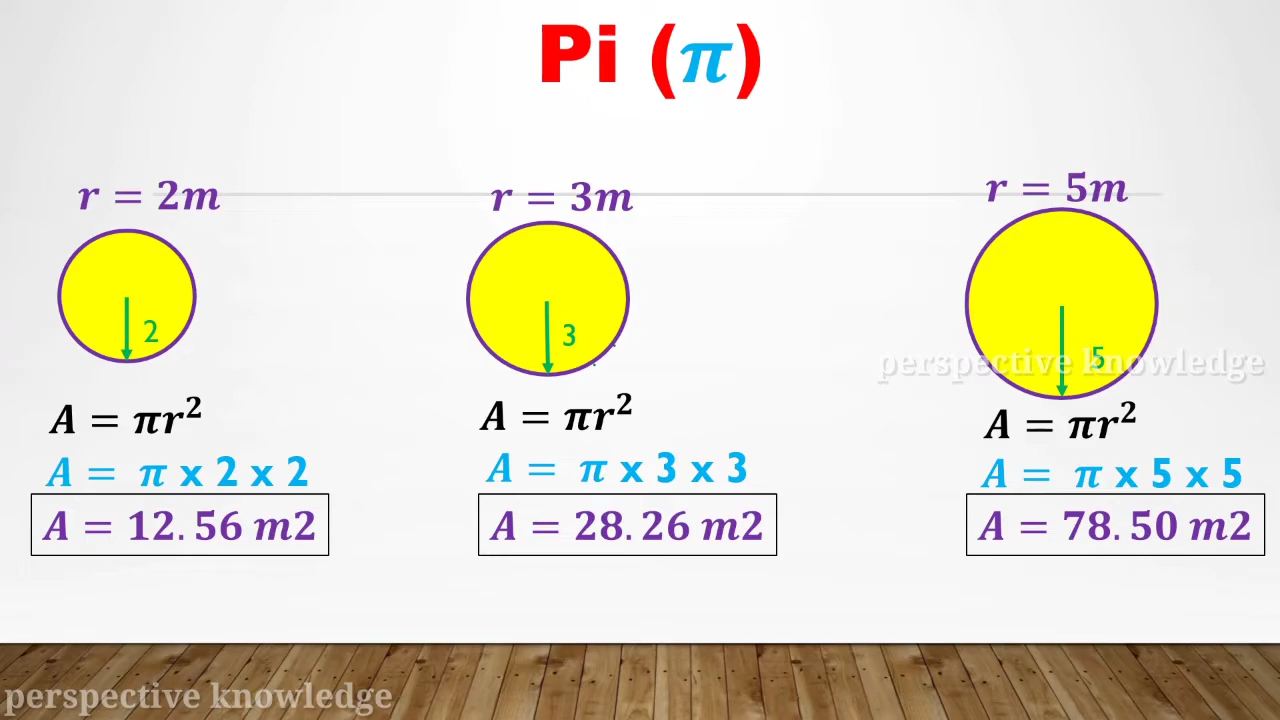 Pi (π)
r = 2m
2
A = πr²
A = π x 2 x 2
A = 12.56 m2
r = 3m
3
A = πr²
A = π x 3 x 3
A = 28.26 m2
r = 5m
5
perspective knowledge
A = πr²
A = π x 5 x 5
A = 78.50 m2
perspective knowledge